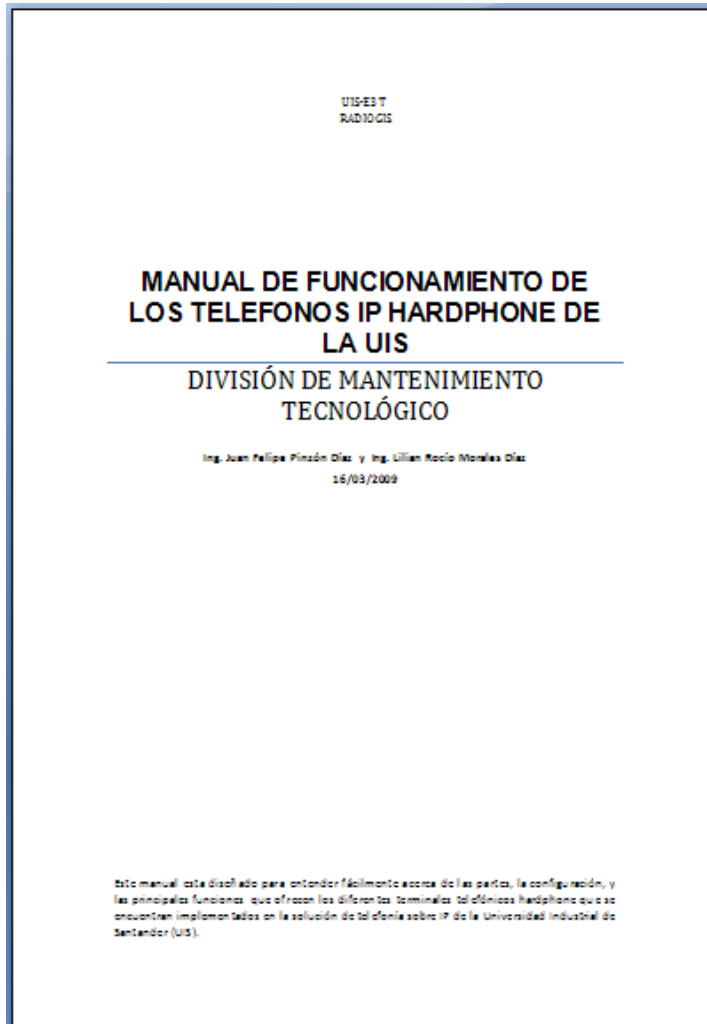 UIS-E3 T
RADIOGIS
MANUAL DE FUNCIONAMIENTO DE
LOS TELEFONOS IP HARDPHONE DE
LA UIS
DIVISIÓN DE MANTENIMIENTO
TECNOLÓGICO
Ing. Juan Felipe Pinzón Díaz y Ing. Lilian Rocío Morales Díaz
16/03/2009
Este manual esta diseñado para entender fácilmente acerca de las partes, la configuración, y
las principales funciones que ofrecen los diferentes terminales telefónicos hardphone que se
encuentran implementados en la solución de telefonía sobre IP de la Universidad Industrial de
Santander (UIS).